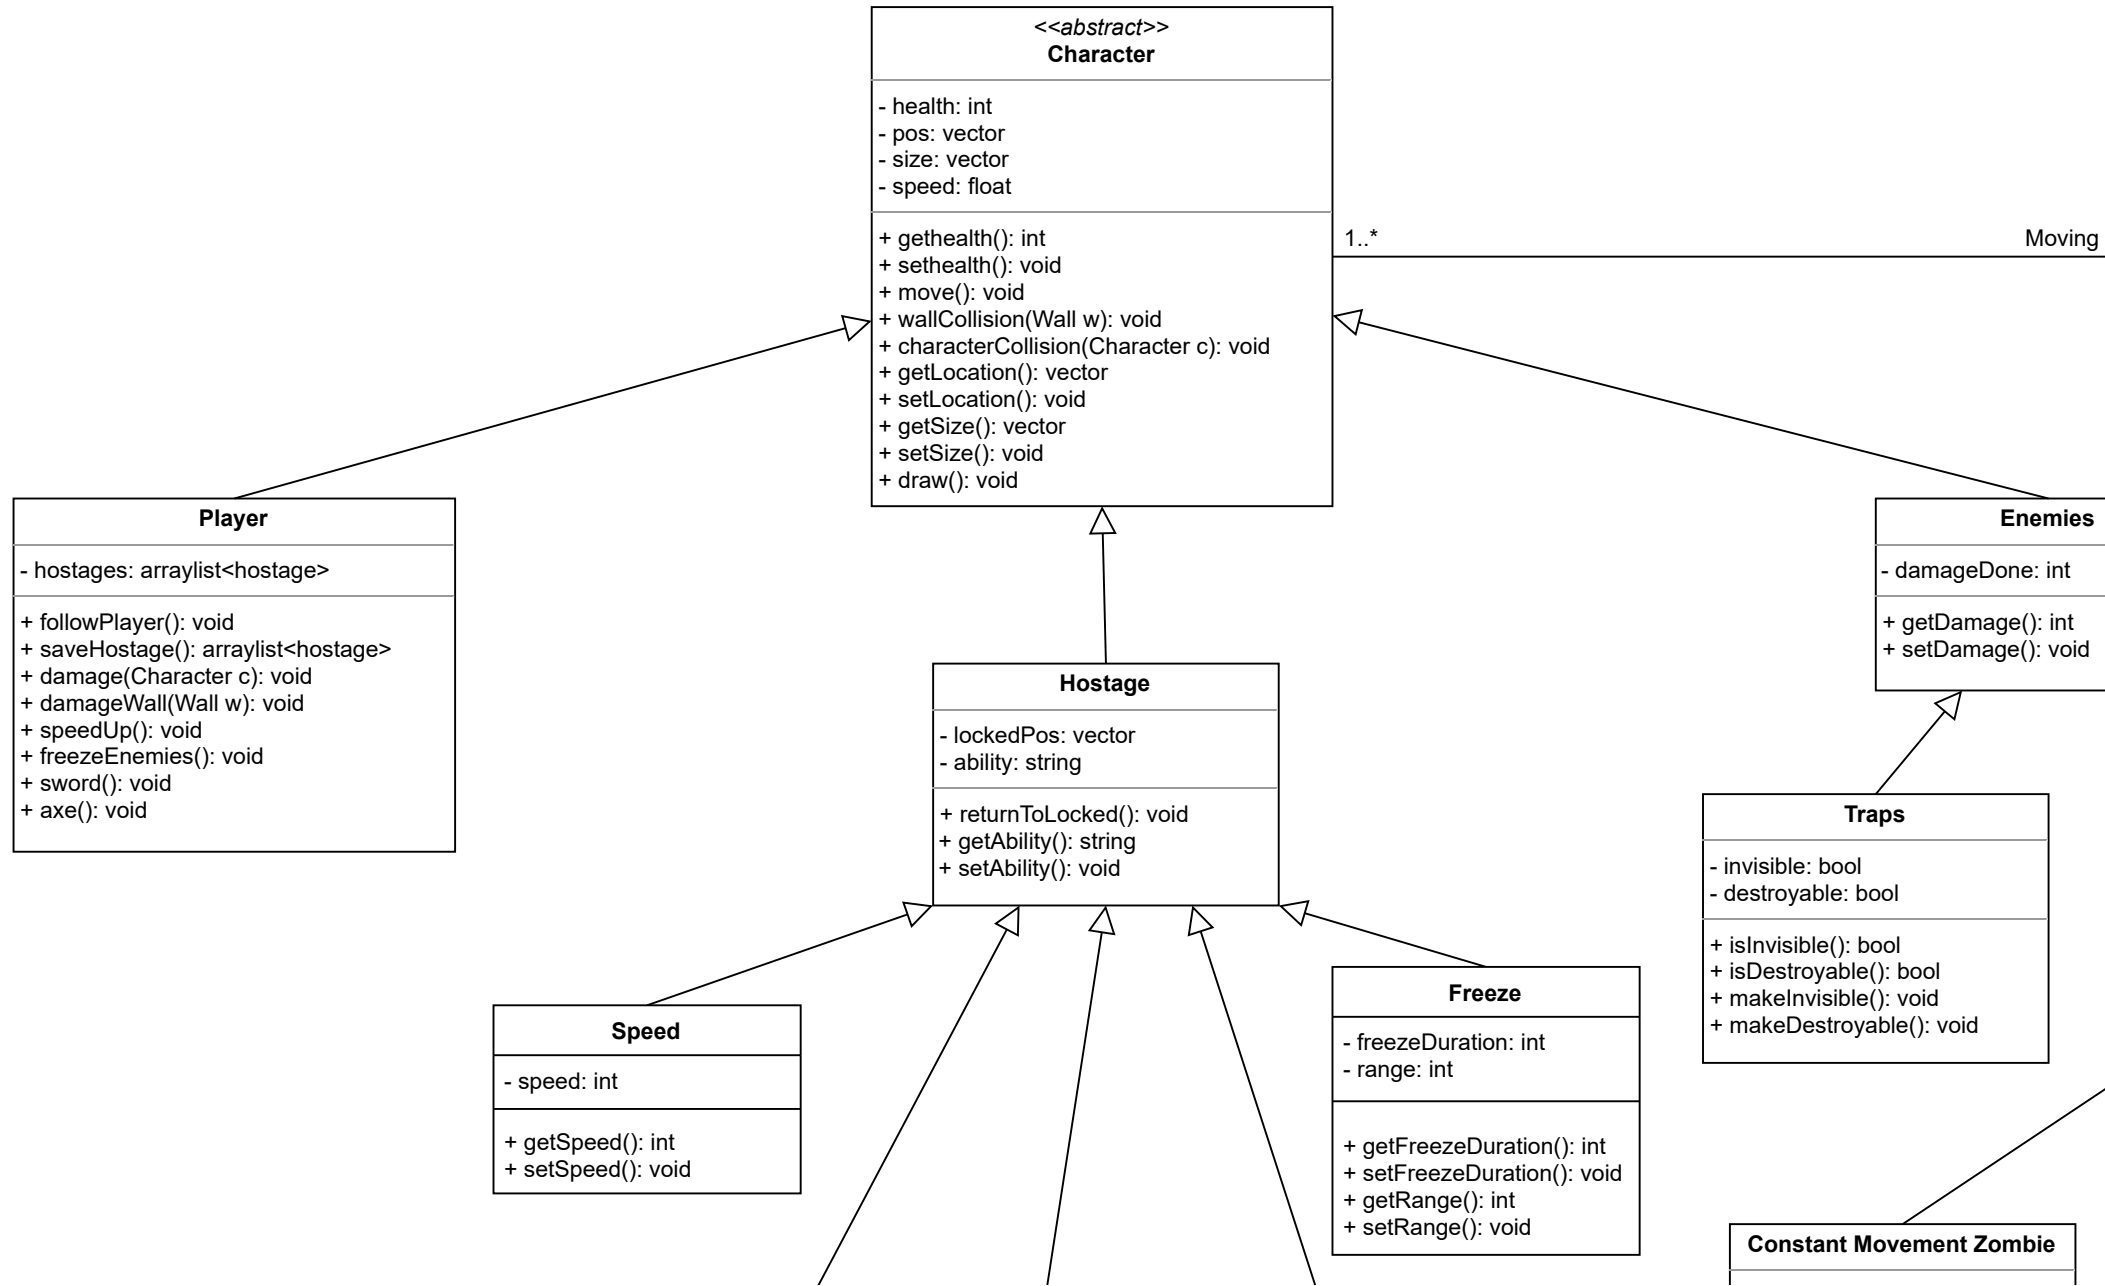 <<abstract>>
Character
- health: int
- pos: vector
- size: vector
- speed: float
+ gethealth(): int
+ sethealth(): void
+ move(): void
+ wallCollision(Wall w): void
+ characterCollision(Character c): void
+ getLocation(): vector
+ setLocation(): void
+ getSize(): vector
+ setSize(): void
+ draw(): void
1..*
Moving
Player
- hostages: arraylist<hostage>
+ followPlayer(): void
+ saveHostage(): arraylist<hostage>
+ damage(Character c): void
+ damageWall(Wall w): void
+ speedUp(): void
+ freezeEnemies(): void
+ sword(): void
+ axe(): void
Enemies
- damageDone: int
+ getDamage(): int
+ setDamage(): void
Hostage
- lockedPos: vector
- ability: string
+ returnToLocked(): void
+ getAbility(): string
+ setAbility(): void
Traps
- invisible: bool
- destroyable: bool
+ isInvisible(): bool
+ isDestroyable(): bool
+ makeInvisible(): void
+ makeDestroyable(): void
Speed
- speed: int
+ getSpeed(): int
+ setSpeed(): void
Freeze
- freezeDuration: int
- range: int
+ getFreezeDuration(): int
+ setFreezeDuration(): void
+ getRange(): int
+ setRange(): void
Constant Movement Zombie